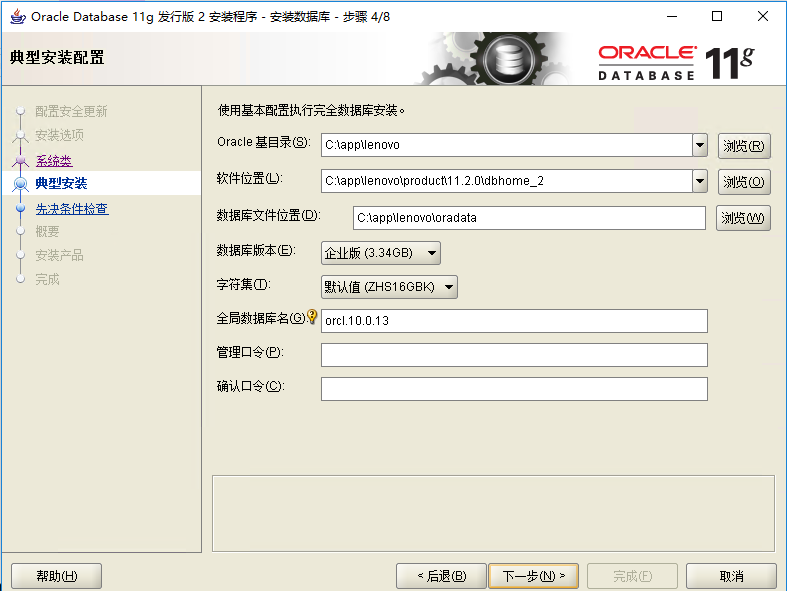 Oracle Database 11g 发行版 2 安装程序 - 安装数据库 - 步骤 4/8
典型安装配置
ORACLE
DATABASE 11g
配置安全更新
安装选项
系统类
典型安装
先决条件检查
概要
安装产品
完成
使用基本配置执行完全数据库安装。
Oracle 基目录(S): C:\app\lenovo 浏览(R)
软件位置(L): C:\app\lenovo\product\11.2.0\dbhome_2 浏览(O)
数据库文件位置(D): C:\app\lenovo\oradata 浏览(W)
数据库版本(E): 企业版 (3.34GB)
字符集(T): 默认值 (ZHS16GBK)
全局数据库名(G) orcl.10.0.13
管理口令(P):
确认口令(C):
帮助(H) < 后退(B) 下一步(N) > 完成(F) 取消